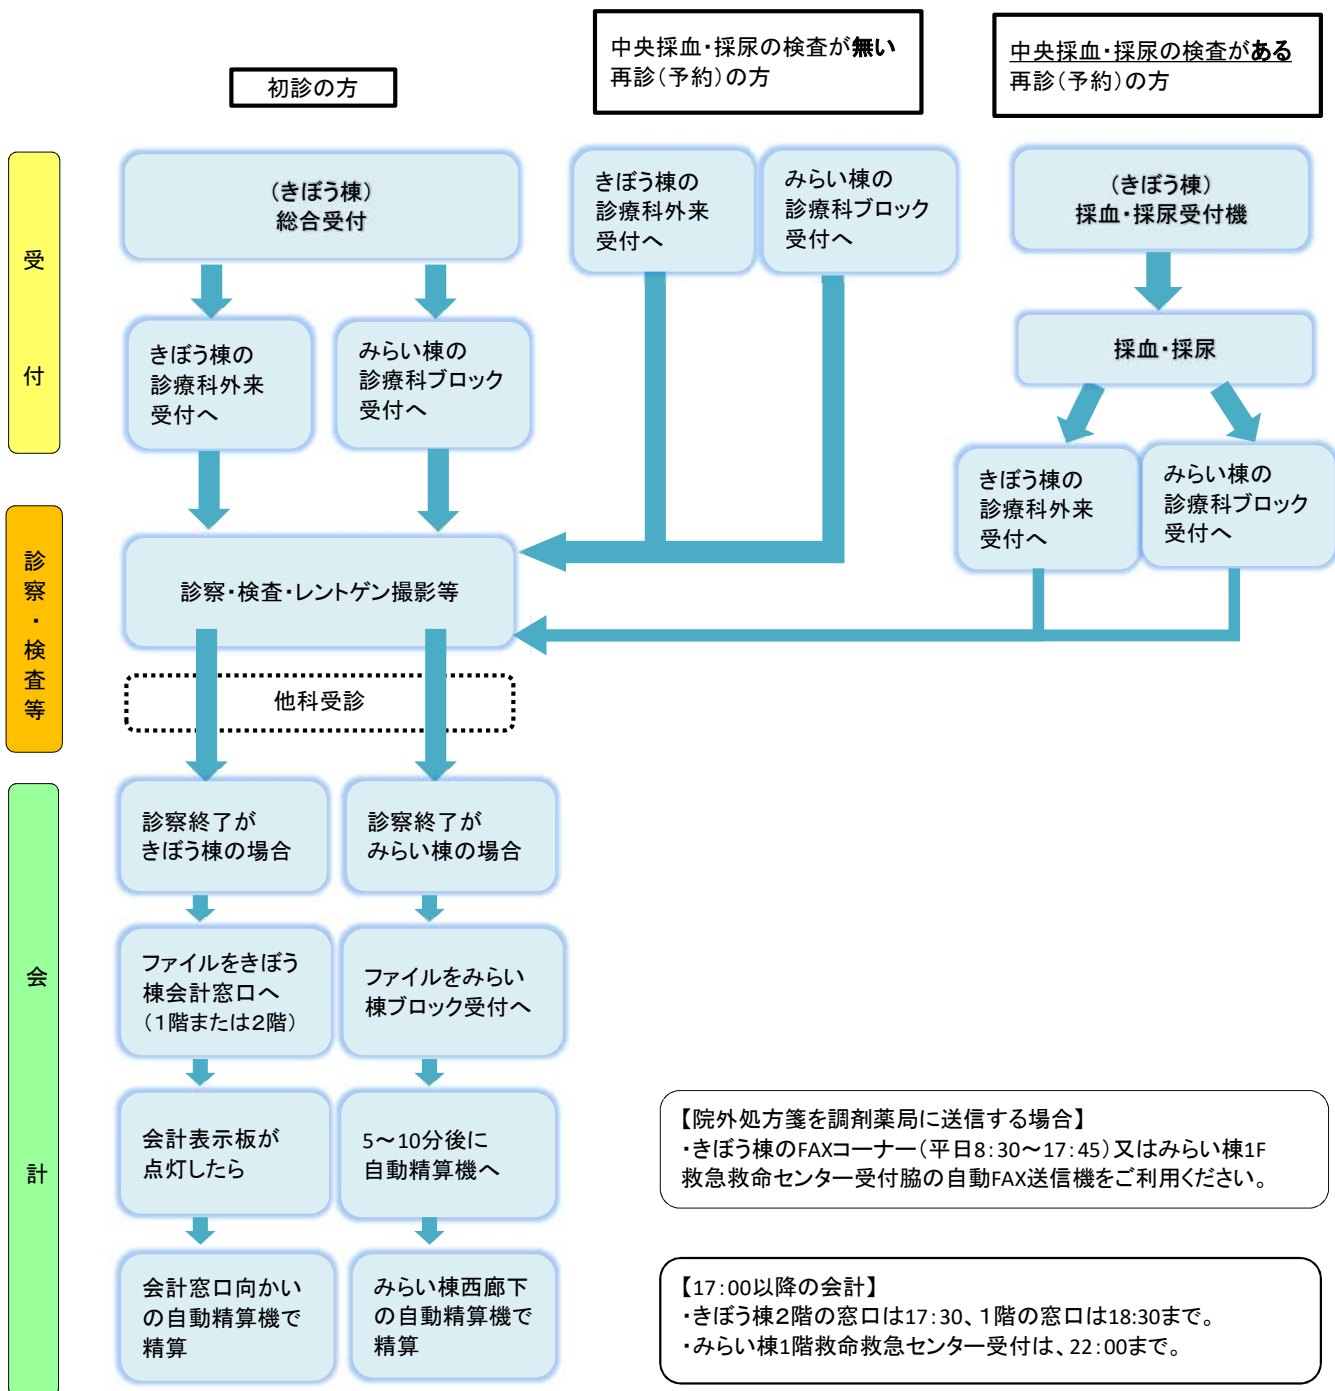 初診の方
中央採血・採尿の検査が無い
再診(予約)の方
中央採血・採尿の検査がある
再診(予約)の方
受
付
(きぼう棟)
総合受付
きぼう棟の
診療科外来
受付へ
みらい棟の
診療科ブロック
受付へ
(きぼう棟)
採血・採尿受付機
きぼう棟の
診療科外来
受付へ
みらい棟の
診療科ブロック
受付へ
採血・採尿
きぼう棟の
診療科外来
受付へ
みらい棟の
診療科ブロック
受付へ
診
察
・
検
査
等
診察・検査・レントゲン撮影等
他科受診
会
計
診察終了が
きぼう棟の場合
診察終了が
みらい棟の場合
ファイルをきぼう
棟会計窓口へ
(1階または2階)
ファイルをみらい
棟ブロック受付へ
会計表示板が
点灯したら
5~10分後に
自動精算機へ
会計窓口向かい
の自動精算機で
精算
みらい棟西廊下
の自動精算機で
精算
【院外処方箋を調剤薬局に送信する場合】
・きぼう棟のFAXコーナー(平日8:30~17:45)又はみらい棟1F
救急救命センター受付脇の自動FAX送信機をご利用ください。
【17:00以降の会計】
・きぼう棟2階の窓口は17:30、1階の窓口は18:30まで。
・みらい棟1階救命救急センター受付は、22:00まで。